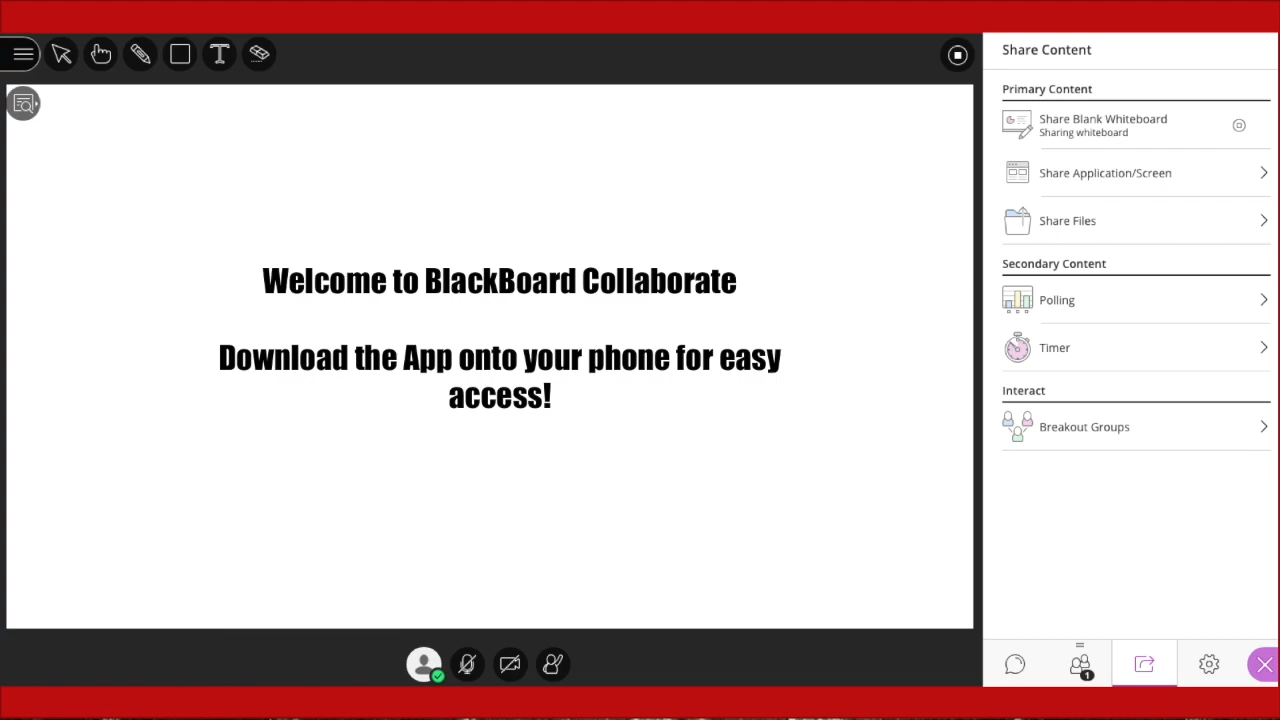 Share Content
Primary Content
Share Blank Whiteboard
Sharing whiteboard
Share Application/Screen
Share Files
Secondary Content
Polling
Timer
Interact
Breakout Groups
1
Welcome to BlackBoard Collaborate
Download the App onto your phone for easy
access!